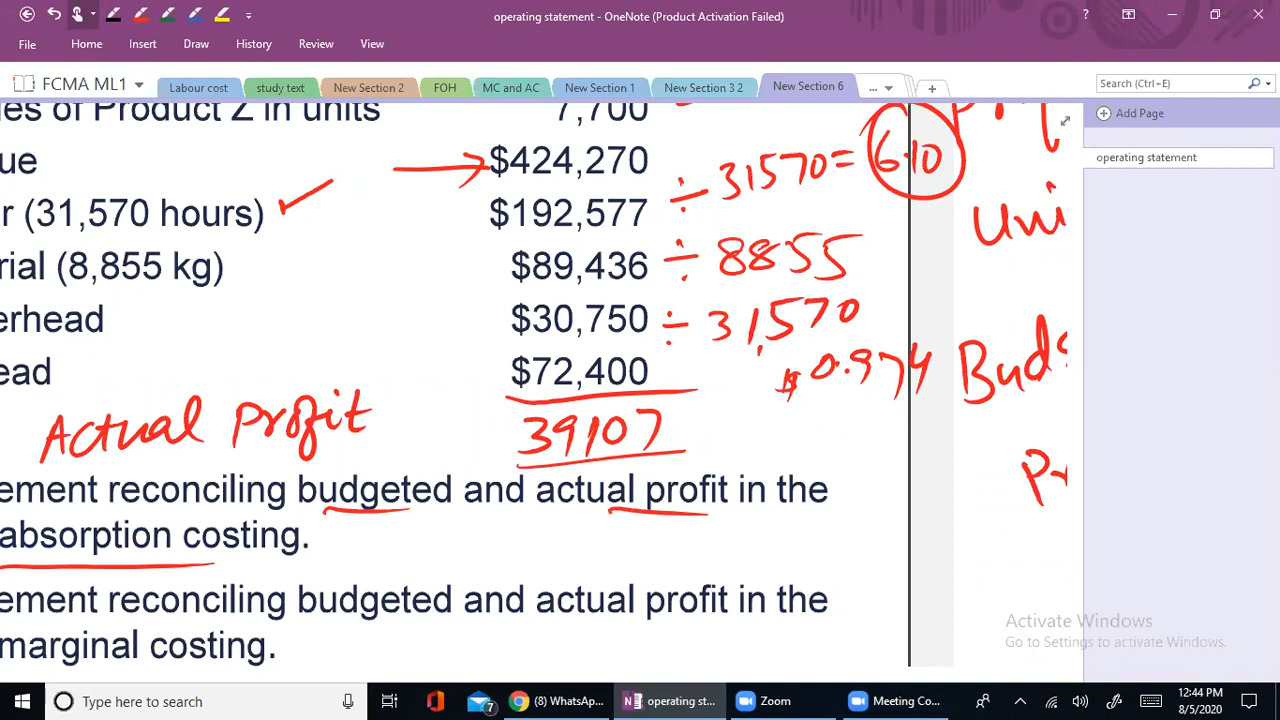 operating statement - OneNote (Product Activation Failed)
File Home Insert Draw History Review View
FCMA ML1 Labour cost study text New Section 2 FOH MC and AC New Section 1 New Section 3 2 New Section 6 ... Search (Ctrl+E)
Add Page
operating statement
les of Product Z in units 7,700
ue $424,270
÷ 31570 = 6.10
r (31,570 hours) $192,577
Uni
rial (8,855 kg) $89,436 ÷ 8855
erhead $30,750 ÷ 31,570
ead $72,400 $0.974
Actual Profit 39107
ement reconciling budgeted and actual profit in the
absorption costing.
ement reconciling budgeted and actual profit in the
marginal costing.
Activate Windows
Go to Settings to activate Windows.
Type here to search 7 (8) WhatsAp... operating st... Zoom Meeting Co... 12:44 PM
8/5/2020